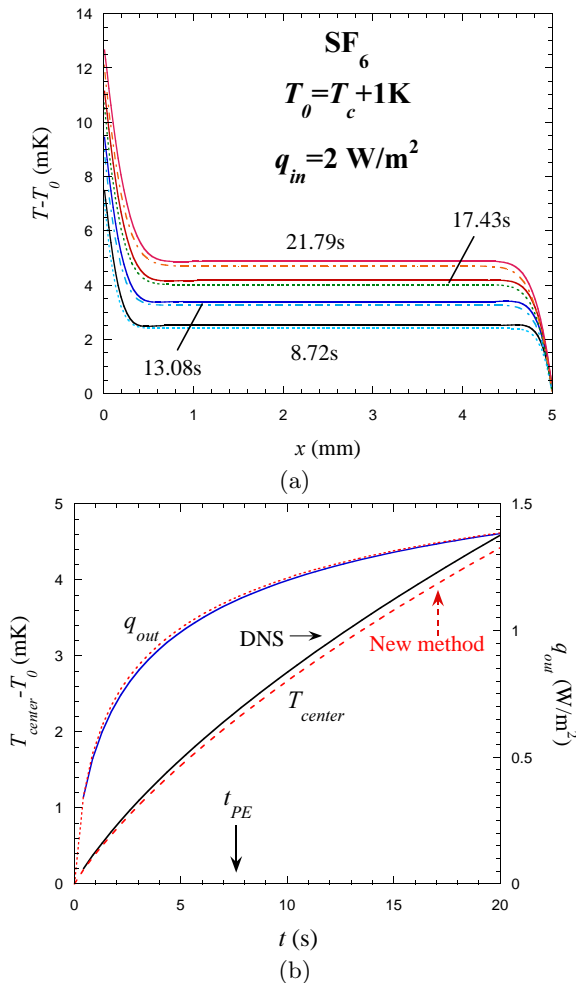 14
12
10
8
6
4
2
0
T-T0 (mK)
SF6
T0=Tc+1K
qin=2 W/m2
17.43s
21.79s
13.08s
8.72s
0 1 2 3 4 5
x (mm)
(a)
5
4
3
2
1
0
Tcenter-T0 (mK)
qout
DNS
New method
Tcenter
tPE
1.5
1
0.5
0
qout (W/m2)
0 5 10 15 20
t (s)
(b)